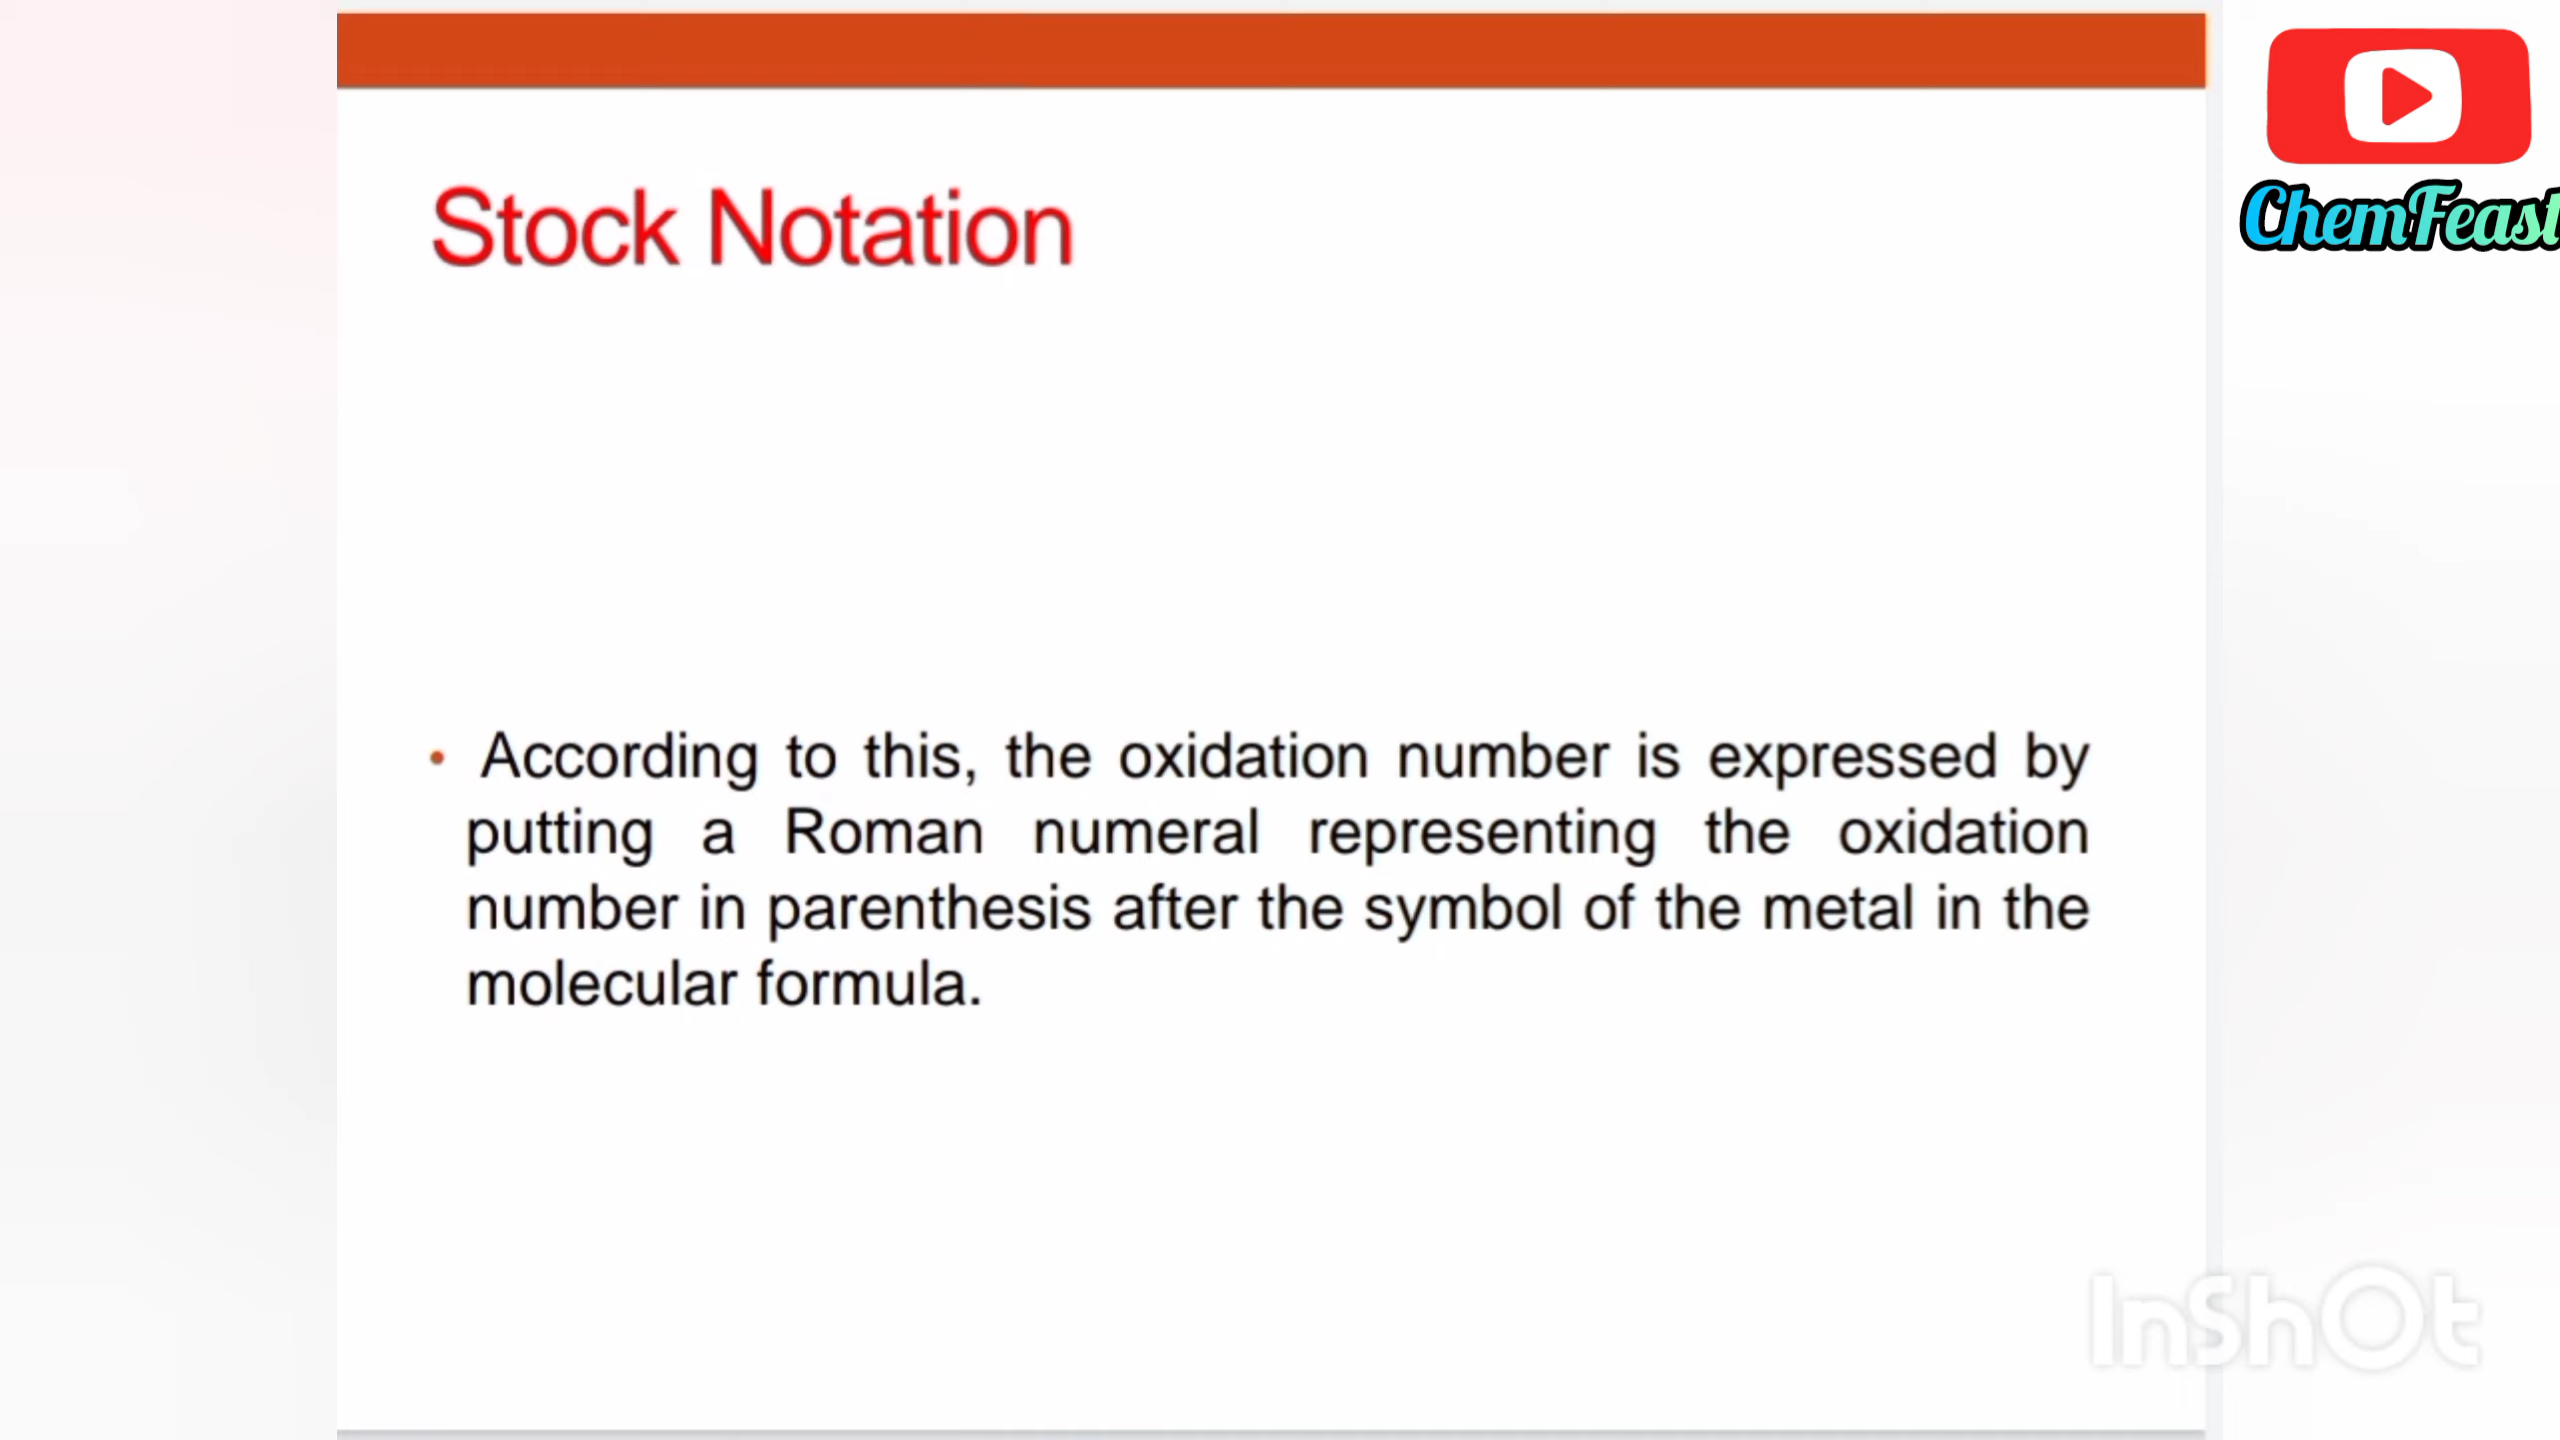 Stock Notation
ChemFeast
• According to this, the oxidation number is expressed by
putting a Roman numeral representing the oxidation
number in parenthesis after the symbol of the metal in the
molecular formula.
InShOt